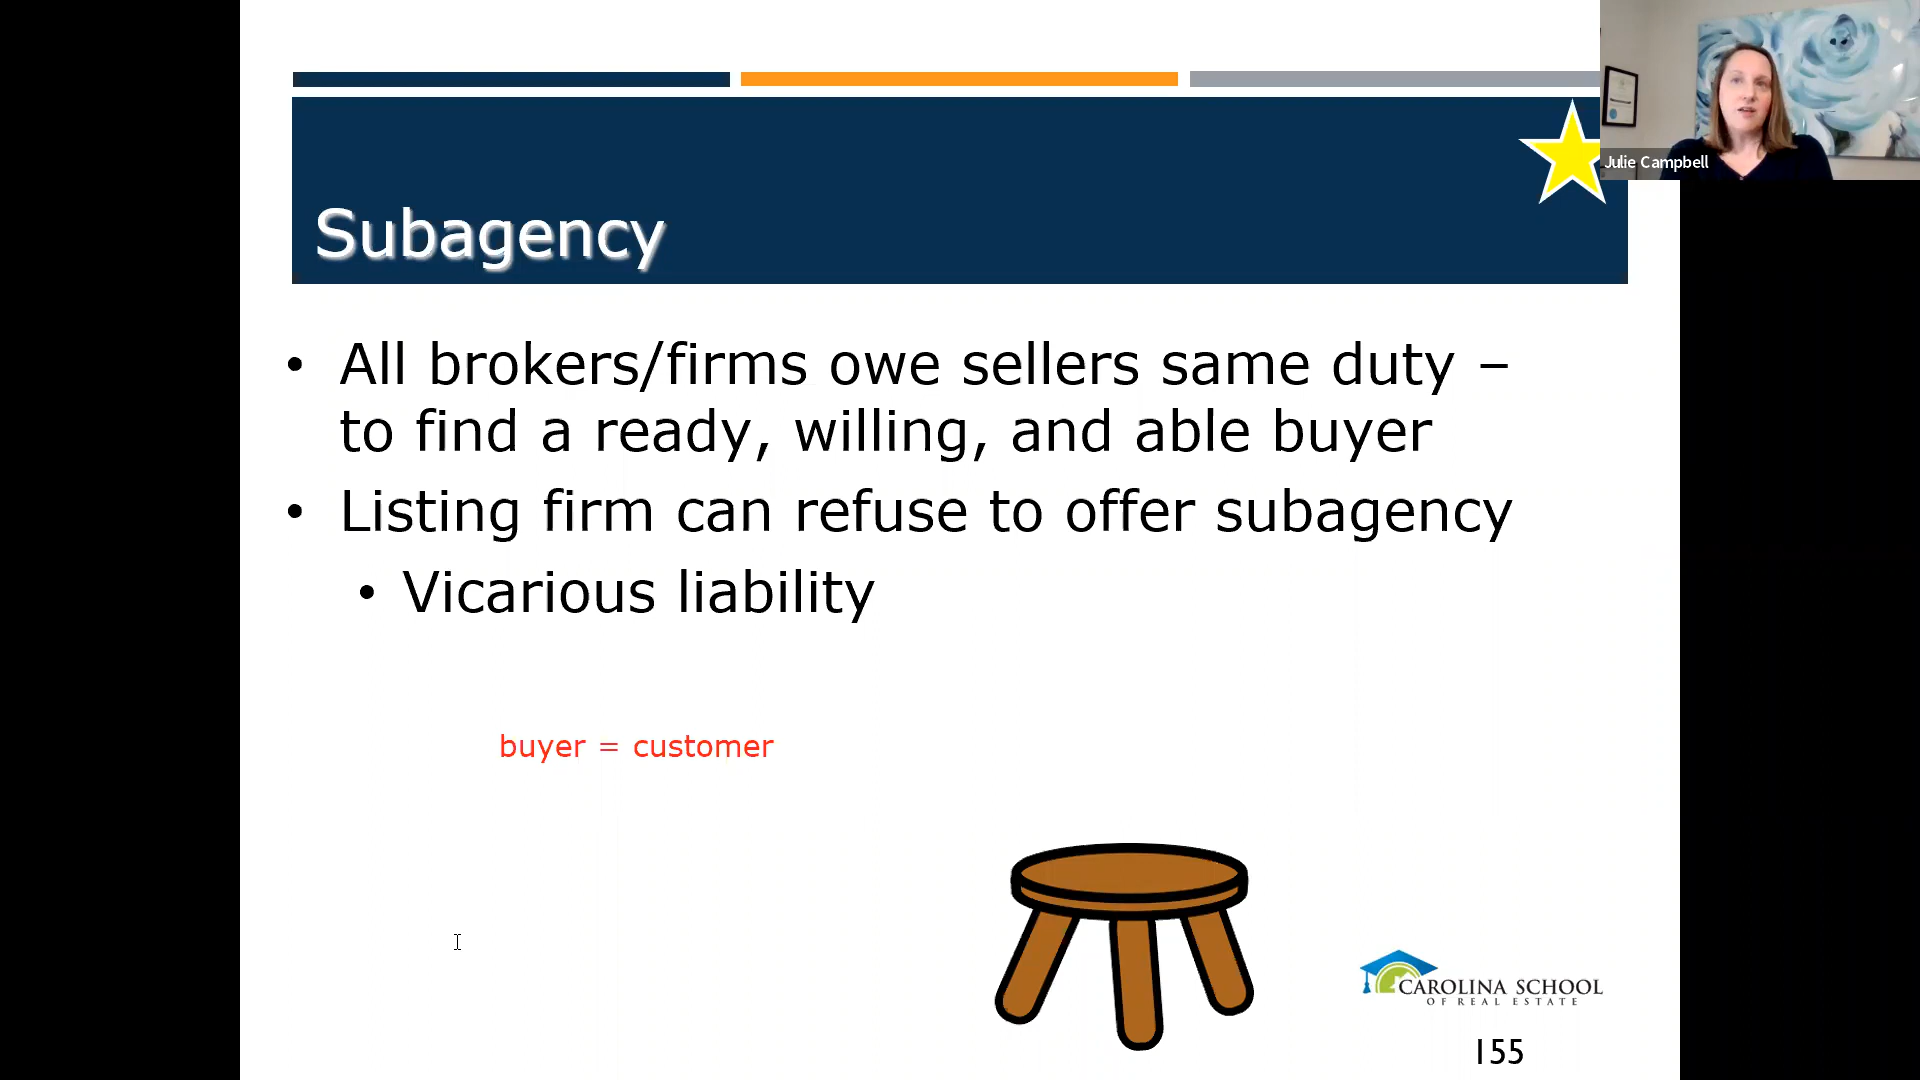 Julie Campbell
Subagency
• All brokers/firms owe sellers same duty –
to find a ready, willing, and able buyer
• Listing firm can refuse to offer subagency
• Vicarious liability
buyer = customer
CAROLINA SCHOOL
OF REAL ESTATE
155